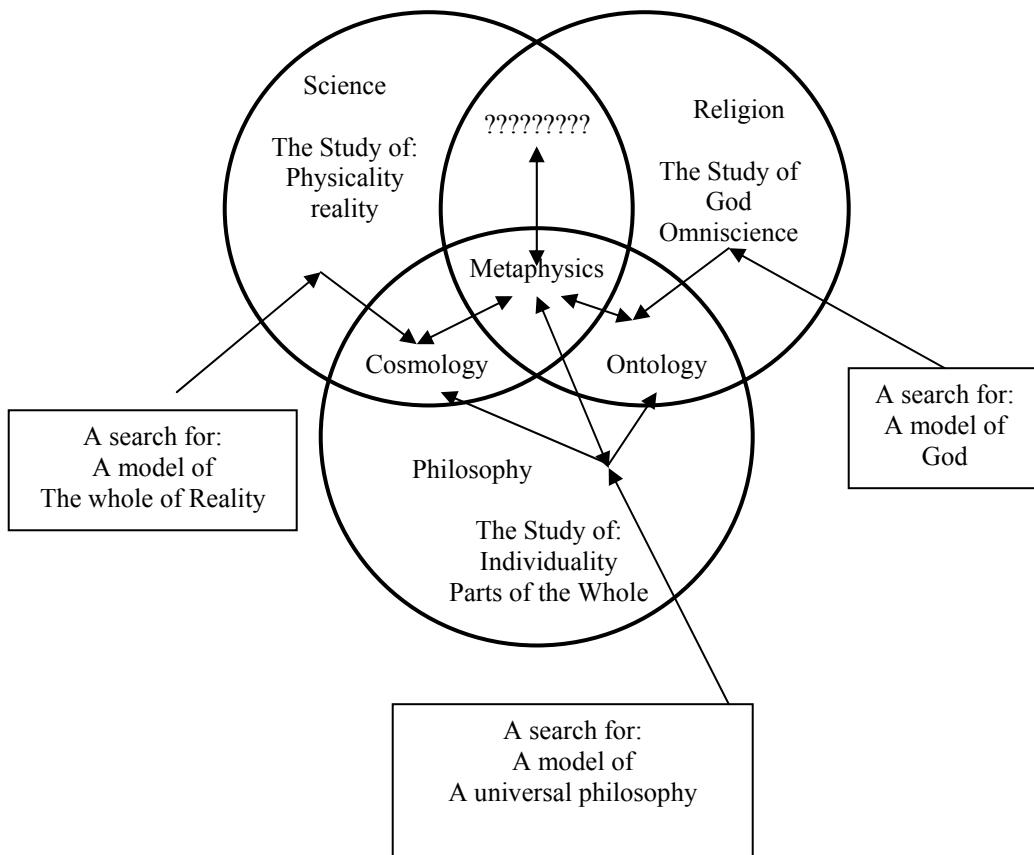 Science
The Study of:
Physicality
reality
?????????
Religion
The Study of
God
Omniscience
Metaphysics
Cosmology
Ontology
A search for:
A model of
The whole of Reality
A search for:
A model of
God
Philosophy
The Study of:
Individuality
Parts of the Whole
A search for:
A model of
A universal philosophy